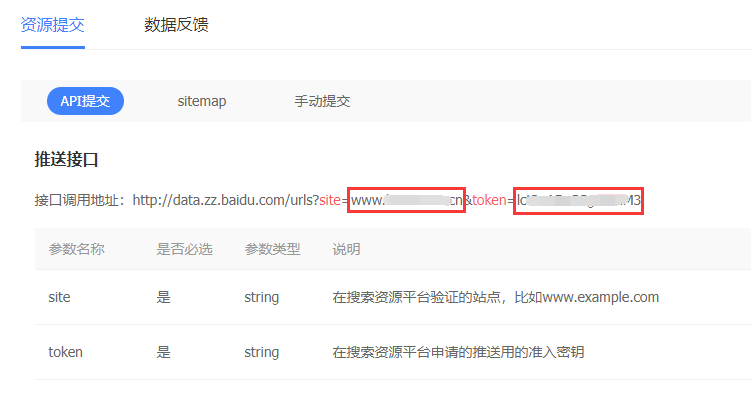 资源提交 数据反馈
API提交 sitemap 手动提交
推送接口
接口调用地址：http://data.zz.baidu.com/urls?site=www. cn&token= M3
参数名称 是否必选 参数类型 说明
site 是 string 在搜索资源平台验证的站点，比如www.example.com
token 是 string 在搜索资源平台申请的推送用的准入密钥